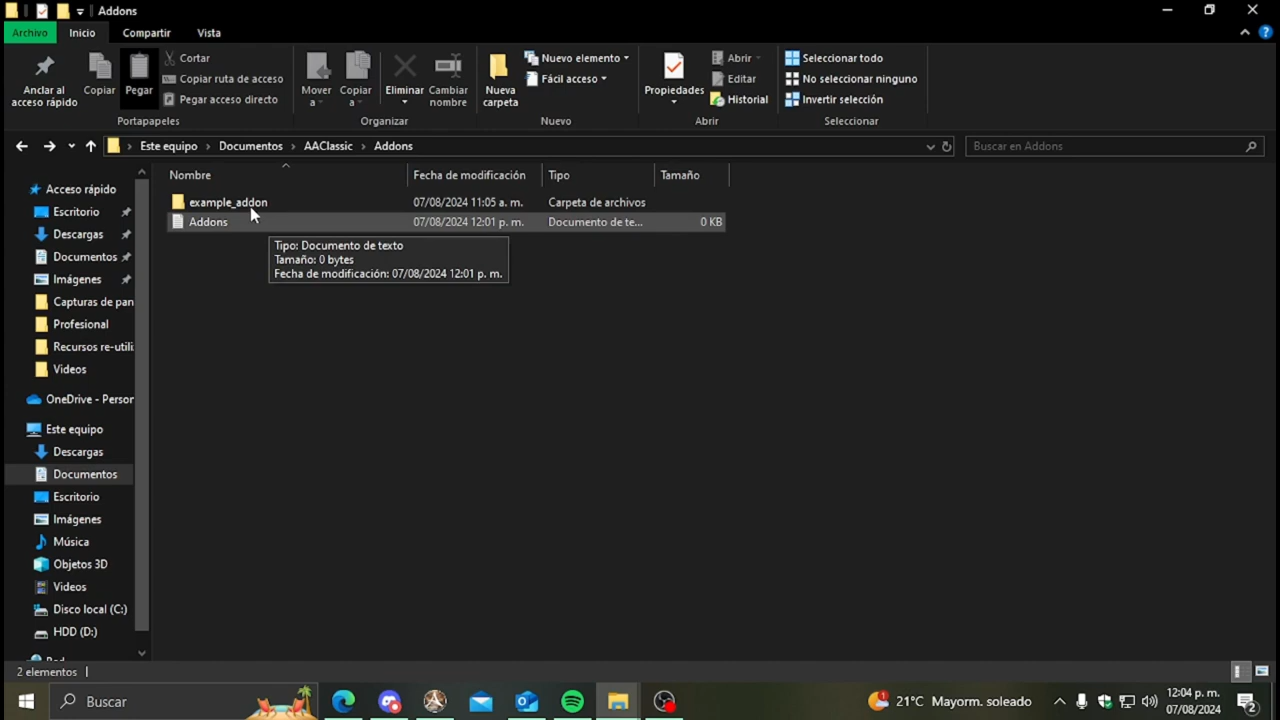 Addons
Archivo Inicio Compartir Vista
Anclar al acceso rápido
Copiar
Pegar
Cortar
Copiar ruta de acceso
Pegar acceso directo
Portapapeles
Mover a
Copiar a
Eliminar
Cambiar nombre
Organizar
Nueva carpeta
Nuevo elemento
Fácil acceso
Nuevo
Propiedades
Abrir
Editar
Historial
Abrir
Seleccionar todo
No seleccionar ninguno
Invertir selección
Seleccionar
Este equipo > Documentos > AAClassic > Addons
Buscar en Addons
Nombre Fecha de modificación Tipo Tamaño
example_addon 07/08/2024 11:05 a. m. Carpeta de archivos
Addons 07/08/2024 12:01 p. m. Documento de te... 0 KB
Tipo: Documento de texto
Tamaño: 0 bytes
Fecha de modificación: 07/08/2024 12:01 p. m.
Acceso rápido
Escritorio
Descargas
Documentos
Imágenes
Capturas de pan
Profesional
Recursos re-utili
Videos
OneDrive - Person
Este equipo
Descargas
Documentos
Escritorio
Imágenes
Música
Objetos 3D
Videos
Disco local (C:)
HDD (D:)
2 elementos
Buscar
1
21°C Mayorm. soleado
12:04 p. m.
07/08/2024
2